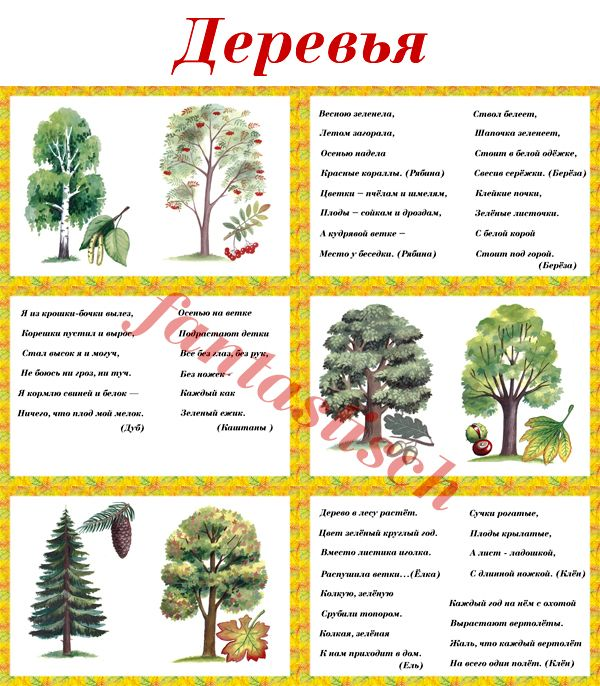 Деревья
Весною зеленела,
Летом загорала,
Осенью надела
Красные кораллы. (Рябина)
Цветки – пчёлам и шмелям,
Плоды – сойкам и дроздам,
А кудрявой ветке –
Место у беседки. (Рябина)
Ствол белеет,
Шапочка зеленеет,
Стоит в белой одёжке,
Свесив серёжки. (Берёза)
Клейкие почки,
Зелёные листочки.
С белой корой
Стоит под горой.
(Берёза)
Я из крошки-бочки вылез,
Корешки пустил и вырос,
Стал высок я и могуч,
Не боюсь ни гроз, ни туч.
Я кормлю свиней и белок —
Ничего, что плод мой мелок.
(Дуб)
Осенью на ветке
Подрастают детки
Все без глаз, без рук,
Без ножек–
Каждый как
Зеленый ежик.
(Каштаны )
Дерево в лесу растёт.
Цвет зелёный круглый год.
Вместо листика иголка.
Распушила ветки…(Ёлка)
Колкую, зелёную
Срубили топором.
Колкая, зелёная
К нам приходит в дом.
(Ель)
Сучки рогатые,
Плоды крылатые,
А лист - ладошкой,
С длинной ножкой. (Клён)
Каждый год на нём с охотой
Вырастают вертолёты.
Жаль, что каждый вертолёт
На всего один полёт. (Клён)
fantastisch